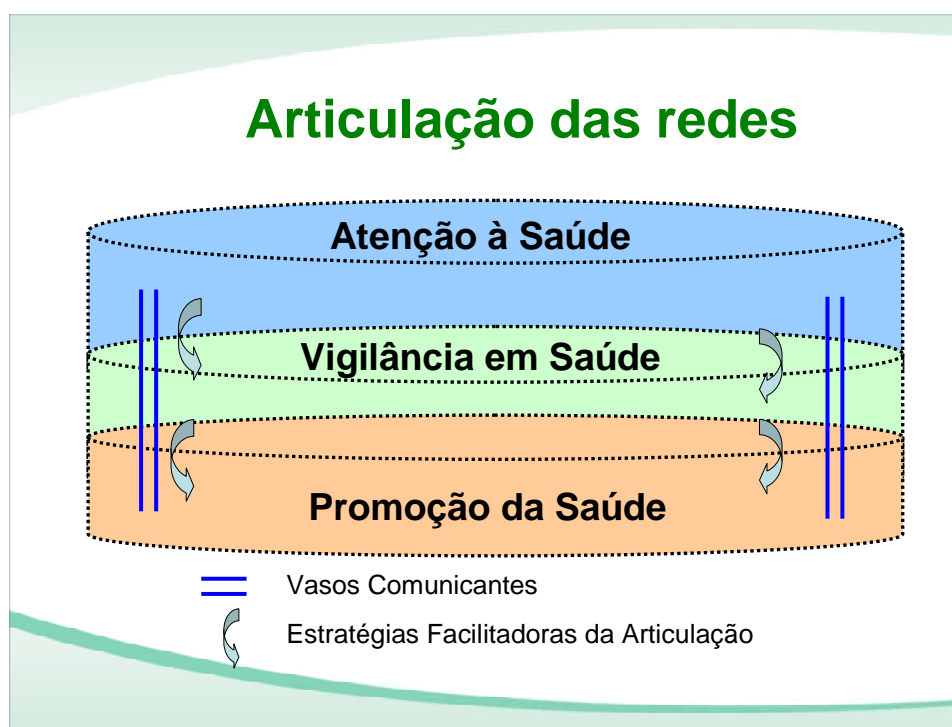 Articulação das redes
Atenção à Saúde
Vigilância em Saúde
Promoção da Saúde
Vasos Comunicantes
Estratégias Facilitadoras da Articulação